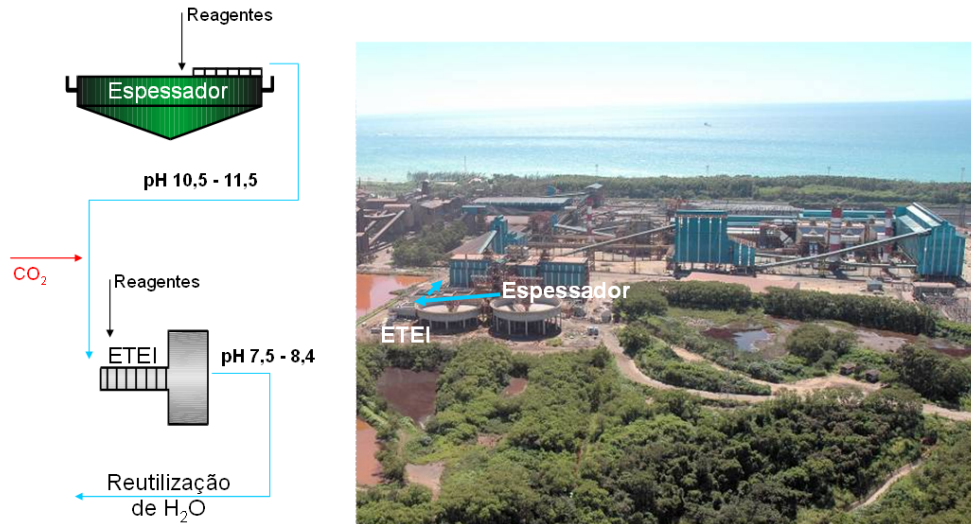 Reagentes
Espessador
pH 10,5 - 11,5
CO₂
Reagentes
ETEI
pH 7,5 - 8,4
Reutilização
de H₂O
Espessador
ETEI